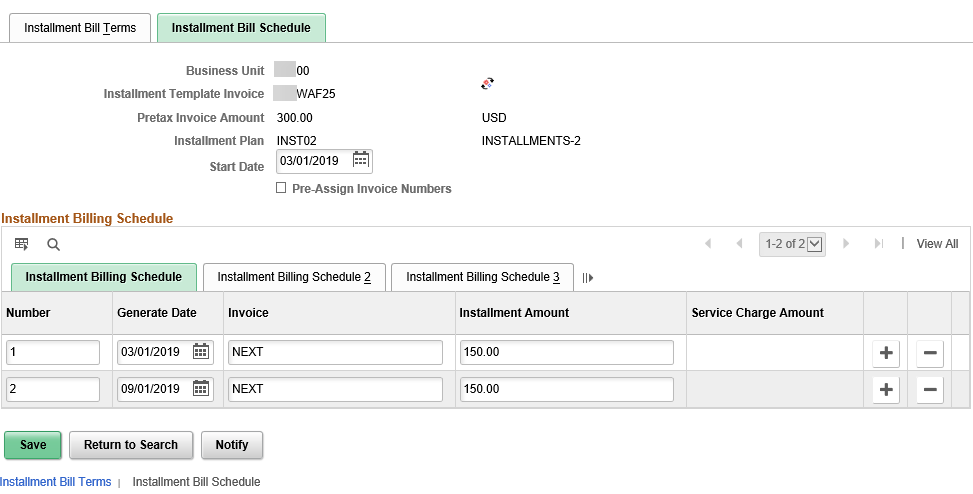 Installment Bill Terms Installment Bill Schedule
Business Unit 00
Installment Template Invoice WAF25
Pretax Invoice Amount 300.00 USD
Installment Plan INST02 INSTALLMENTS-2
Start Date 03/01/2019
Pre-Assign Invoice Numbers
Installment Billing Schedule
1-2 of 2 | View All
Installment Billing Schedule Installment Billing Schedule 2 Installment Billing Schedule 3
Number Generate Date Invoice Installment Amount Service Charge Amount
1 03/01/2019 NEXT 150.00 + −
2 09/01/2019 NEXT 150.00 + −
Save Return to Search Notify
Installment Bill Terms | Installment Bill Schedule